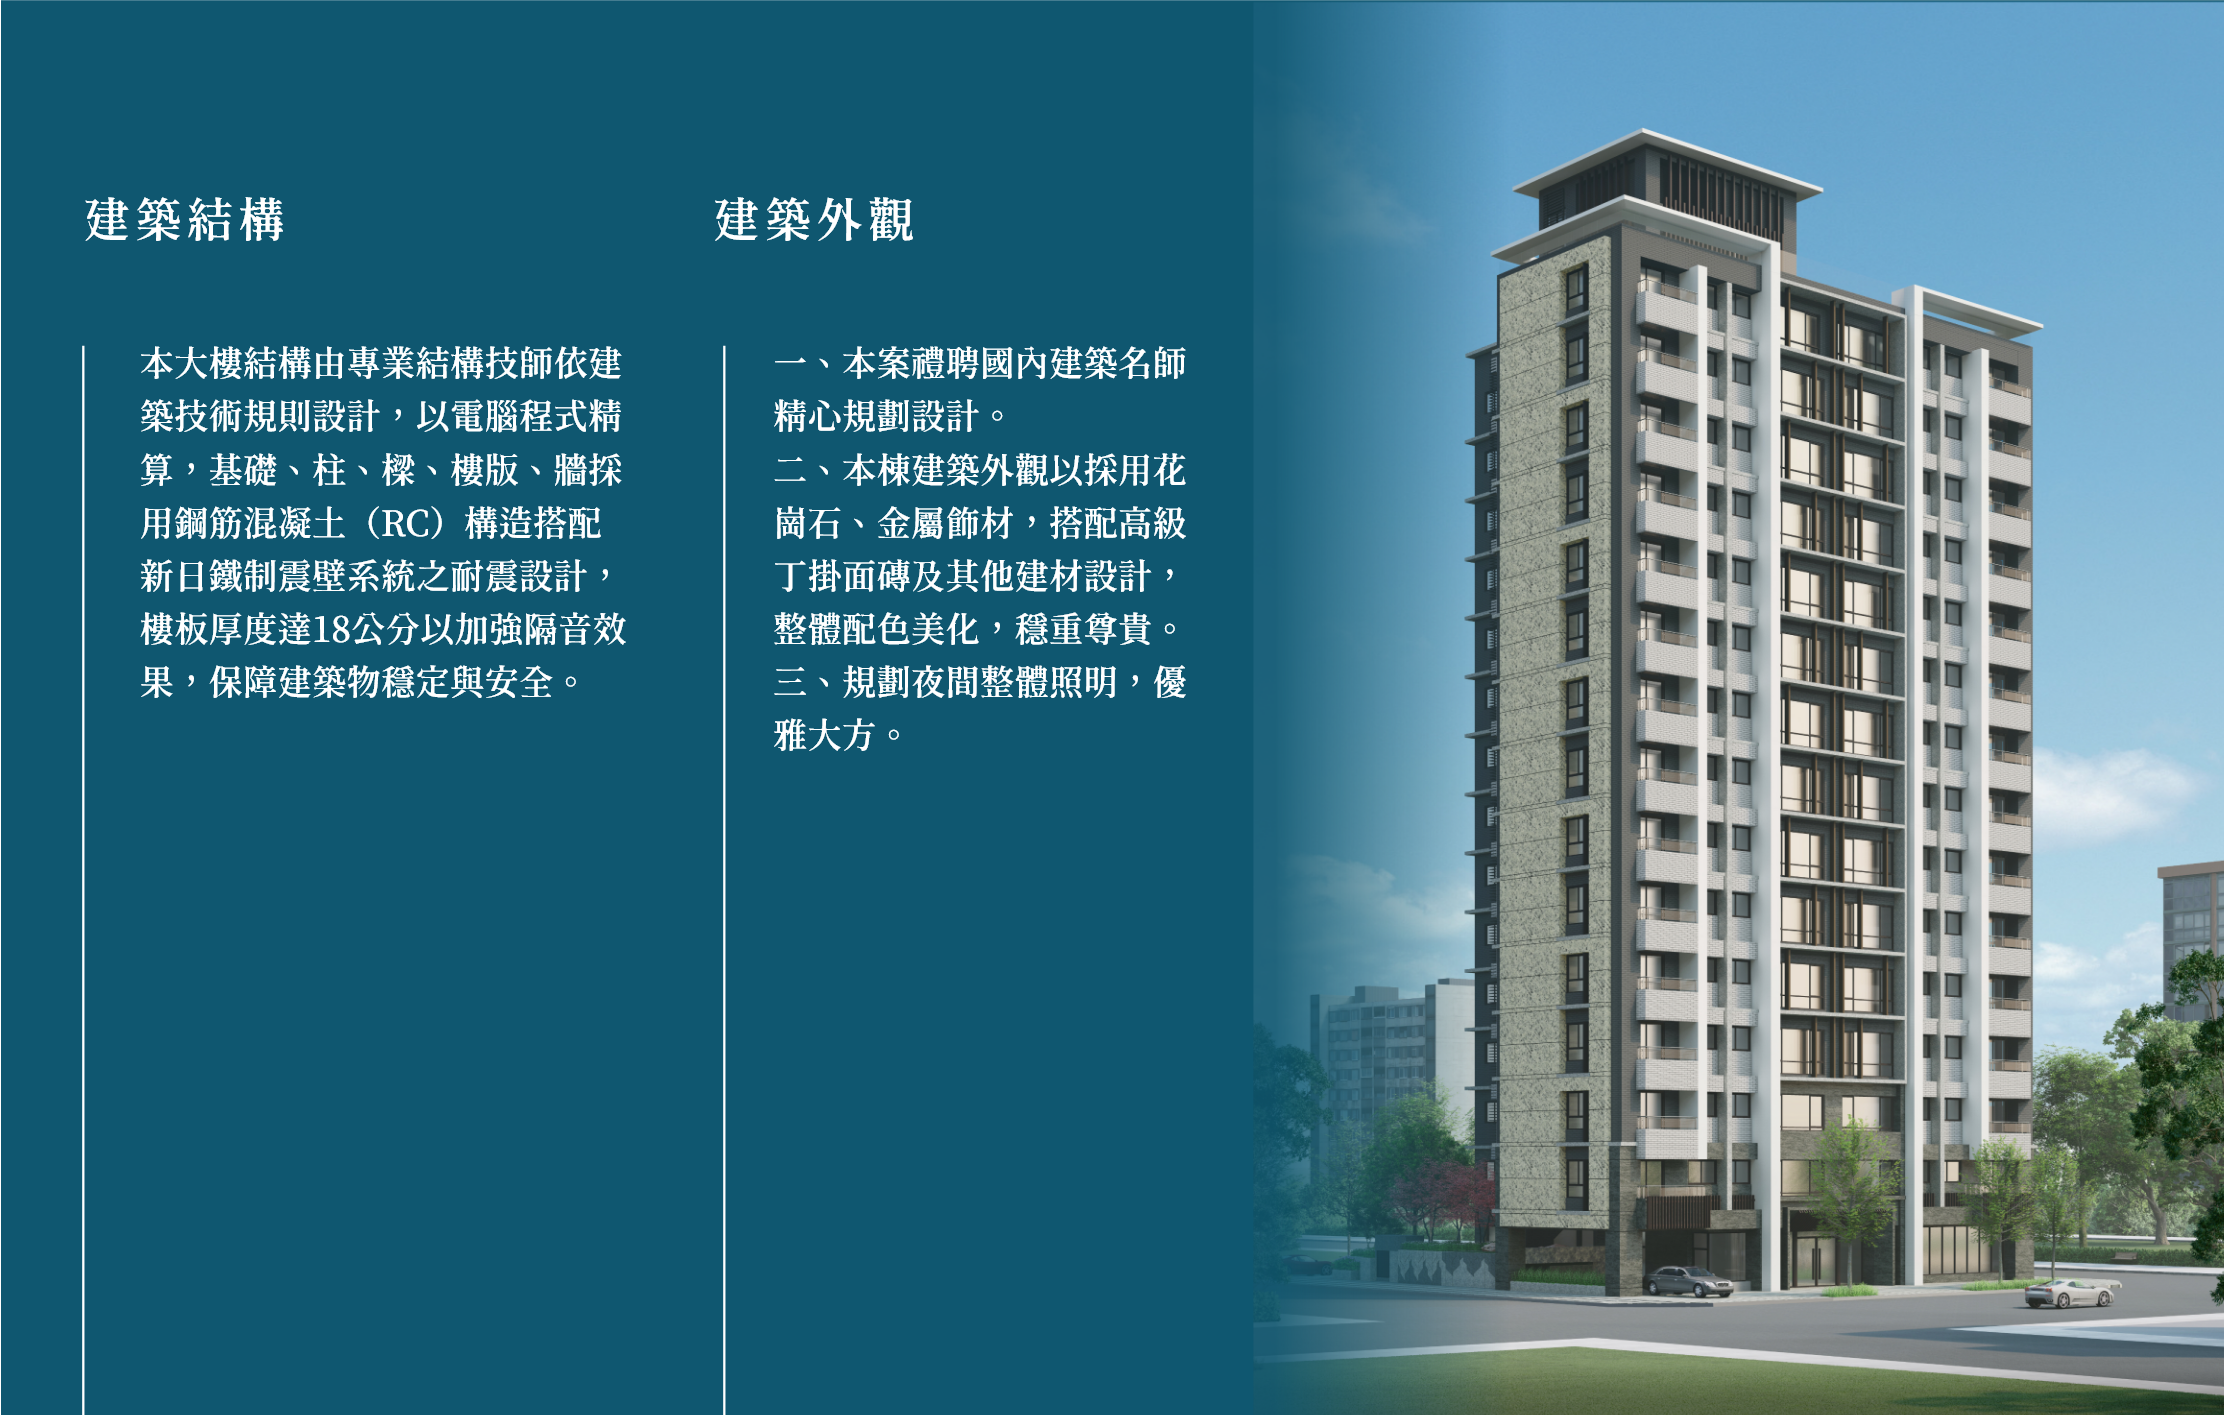 建築結構
本大樓結構由專業結構技師依建
築技術規則設計，以電腦程式精
算，基礎、柱、樑、樓版、牆採
用鋼筋混凝土（RC）構造搭配
新日鐵制震壁系統之耐震設計，
樓板厚度達18公分以加強隔音效
果，保障建築物穩定與安全。
建築外觀
一、本案禮聘國內建築名師
精心規劃設計。
二、本棟建築外觀以採用花
崗石、金屬飾材，搭配高級
丁掛面磚及其他建材設計，
整體配色美化，穩重尊貴。
三、規劃夜間整體照明，優
雅大方。